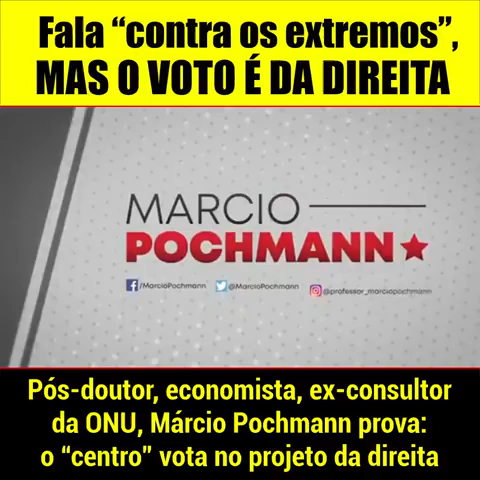 Fala “contra os extremos”,
MAS O VOTO É DA DIREITA
MARCIO
POCHMANN
/MarcioPochmann @MarcioPochmann @professor_marciopochmann
Pós-doutor, economista, ex-consultor
da ONU, Márcio Pochmann prova:
o “centro” vota no projeto da direita